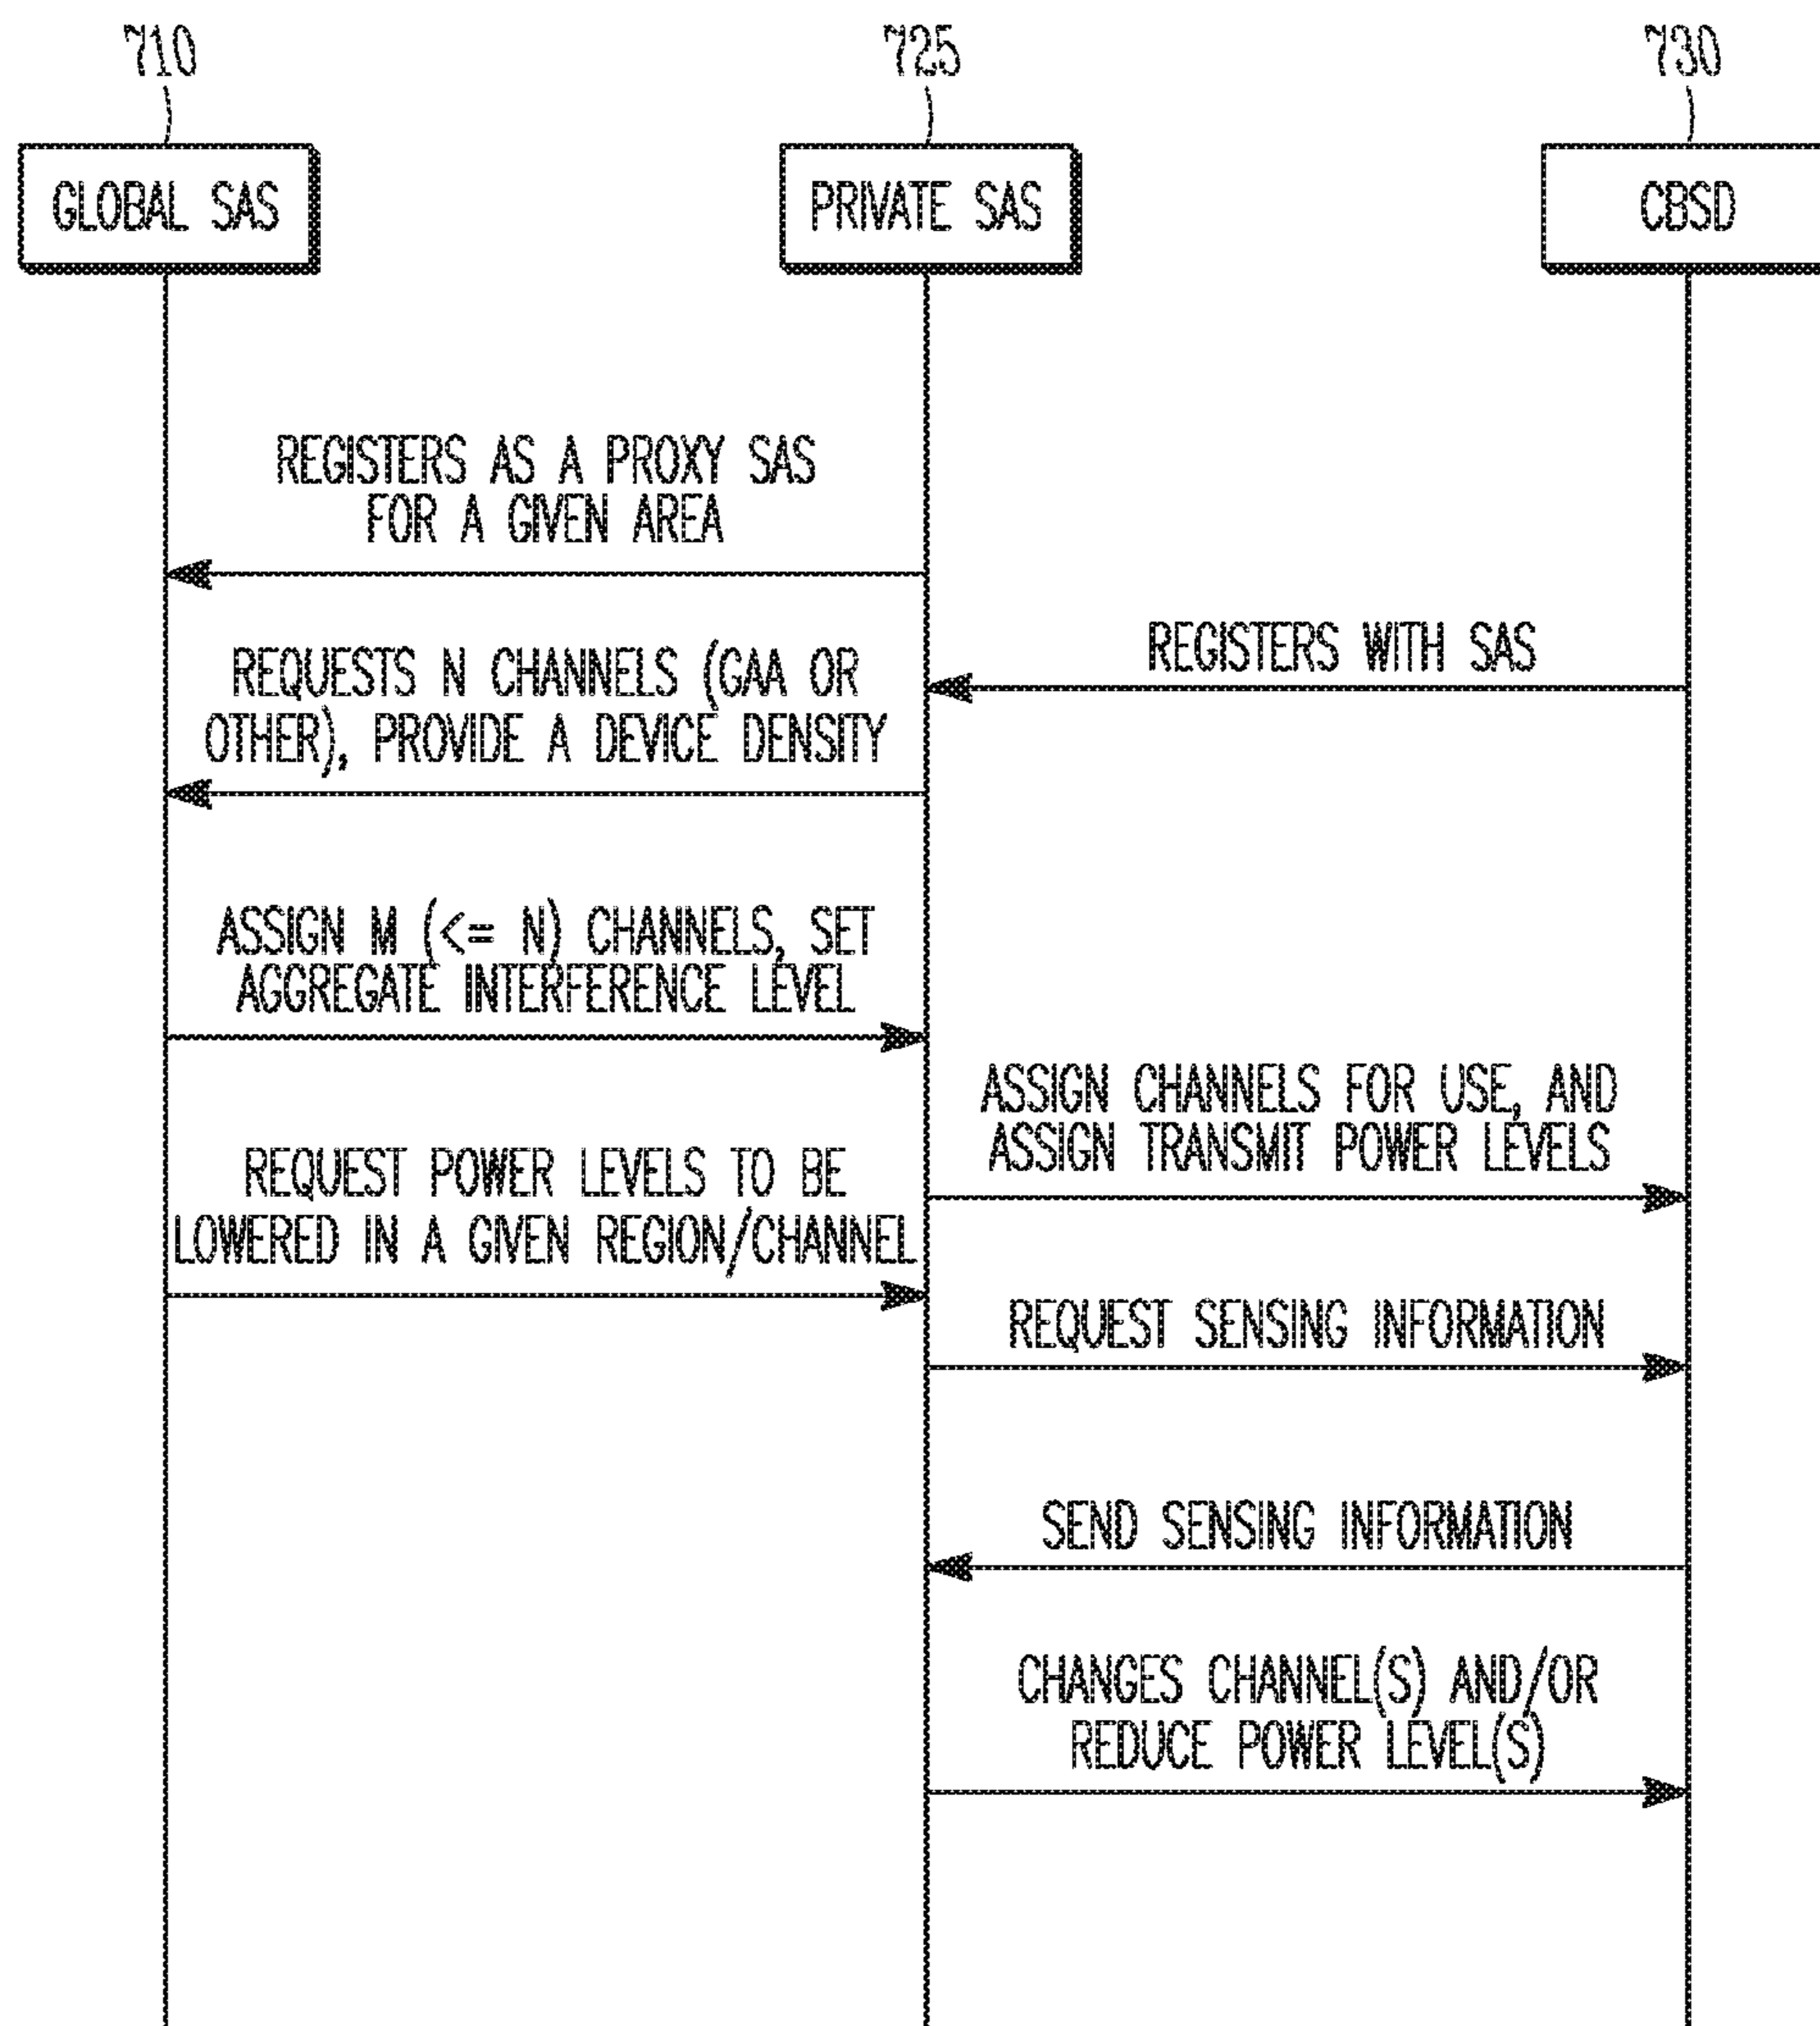 710
725
730
GLOBAL SAS
PRIVATE SAS
CBSD
REGISTERS AS A PROXY SAS
FOR A GIVEN AREA
REGISTERS WITH SAS
REQUESTS N CHANNELS (GAA OR
OTHER), PROVIDE A DEVICE DENSITY
ASSIGN M (<= N) CHANNELS, SET
AGGREGATE INTERFERENCE LEVEL
ASSIGN CHANNELS FOR USE, AND
ASSIGN TRANSMIT POWER LEVELS
REQUEST POWER LEVELS TO BE
LOWERED IN A GIVEN REGION/CHANNEL
REQUEST SENSING INFORMATION
SEND SENSING INFORMATION
CHANGES CHANNEL(S) AND/OR
REDUCE POWER LEVEL(S)